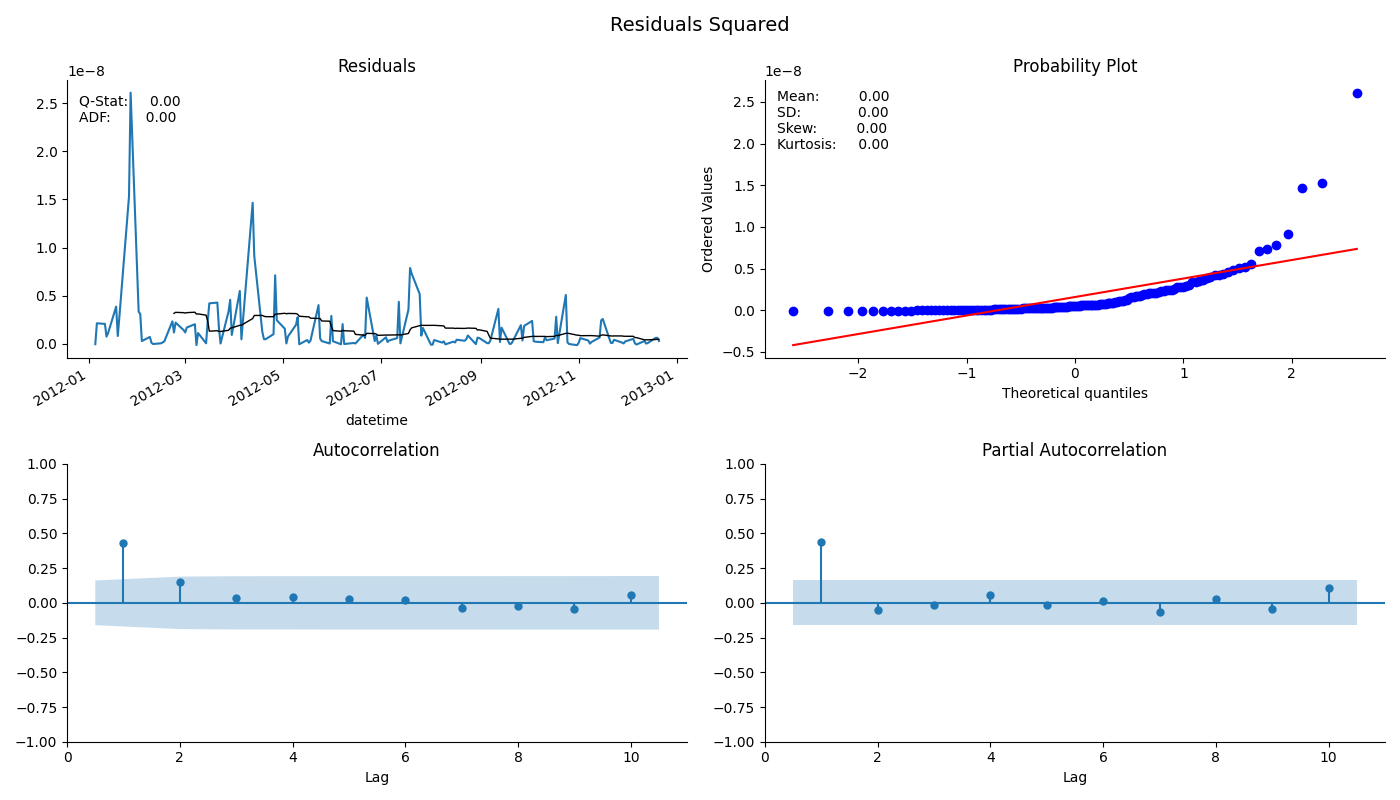 Residuals Squared
Residuals
1e−8
Q-Stat: 0.00
ADF: 0.00
2.5
2.0
1.5
1.0
0.5
0.0
2012-01
2012-03
2012-05
2012-07
2012-09
2012-11
2013-01
datetime
Probability Plot
1e−8
Mean: 0.00
SD: 0.00
Skew: 0.00
Kurtosis: 0.00
Ordered Values
2.5
2.0
1.5
1.0
0.5
0.0
−0.5
−2 −1 0 1 2
Theoretical quantiles
Autocorrelation
1.00
0.75
0.50
0.25
0.00
−0.25
−0.50
−0.75
−1.00
0 2 4 6 8 10
Lag
Partial Autocorrelation
1.00
0.75
0.50
0.25
0.00
−0.25
−0.50
−0.75
−1.00
0 2 4 6 8 10
Lag